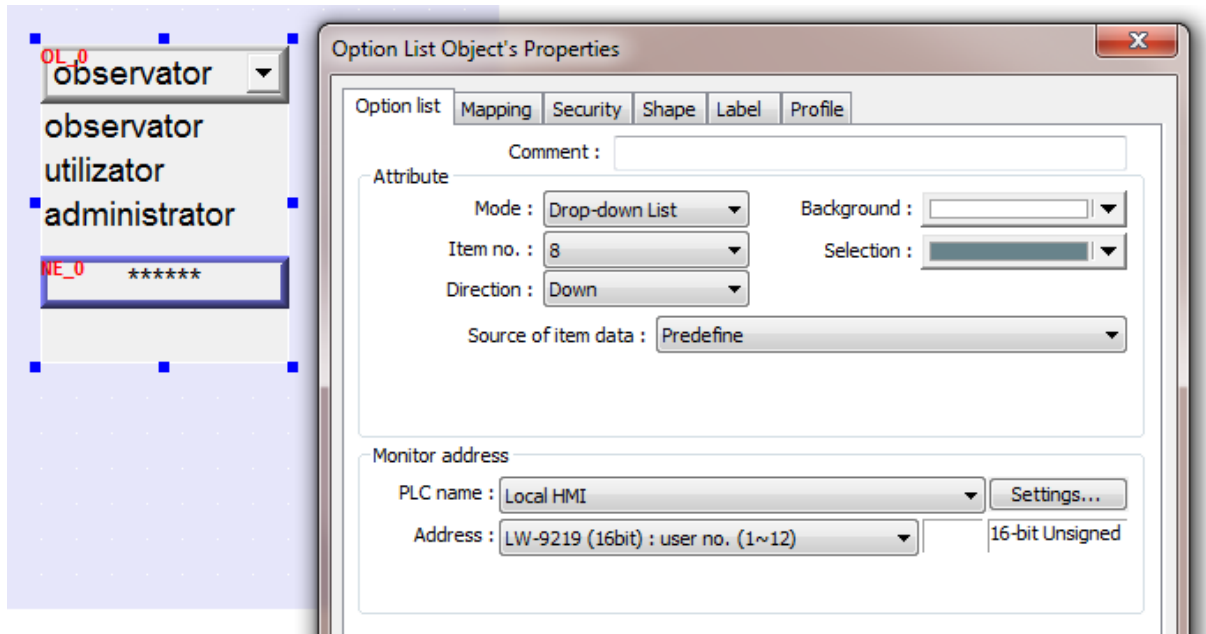 OL_0
observator
observator
utilizator
administrator
NE_0
******
Option List Object's Properties
Option list Mapping Security Shape Label Profile
Comment :
Attribute
Mode : Drop-down List Background :
Item no. : 8 Selection :
Direction : Down
Source of item data : Predefine
Monitor address
PLC name : Local HMI Settings...
Address : LW-9219 (16bit) : user no. (1~12) 16-bit Unsigned